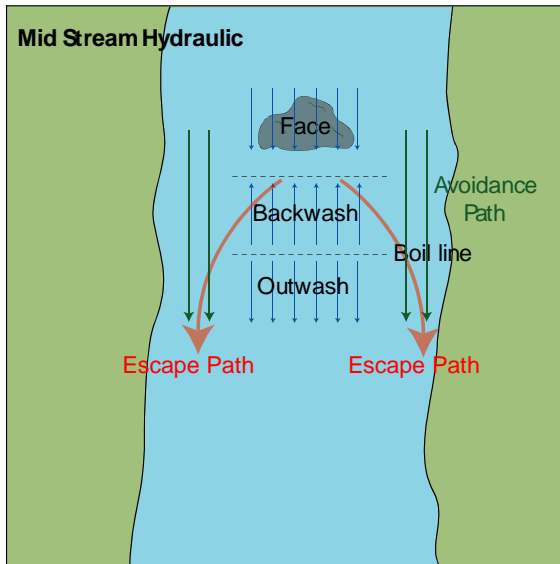 Mid Stream Hydraulic
Face
Avoidance
Path
Backwash
Boil line
Outwash
Escape Path
Escape Path